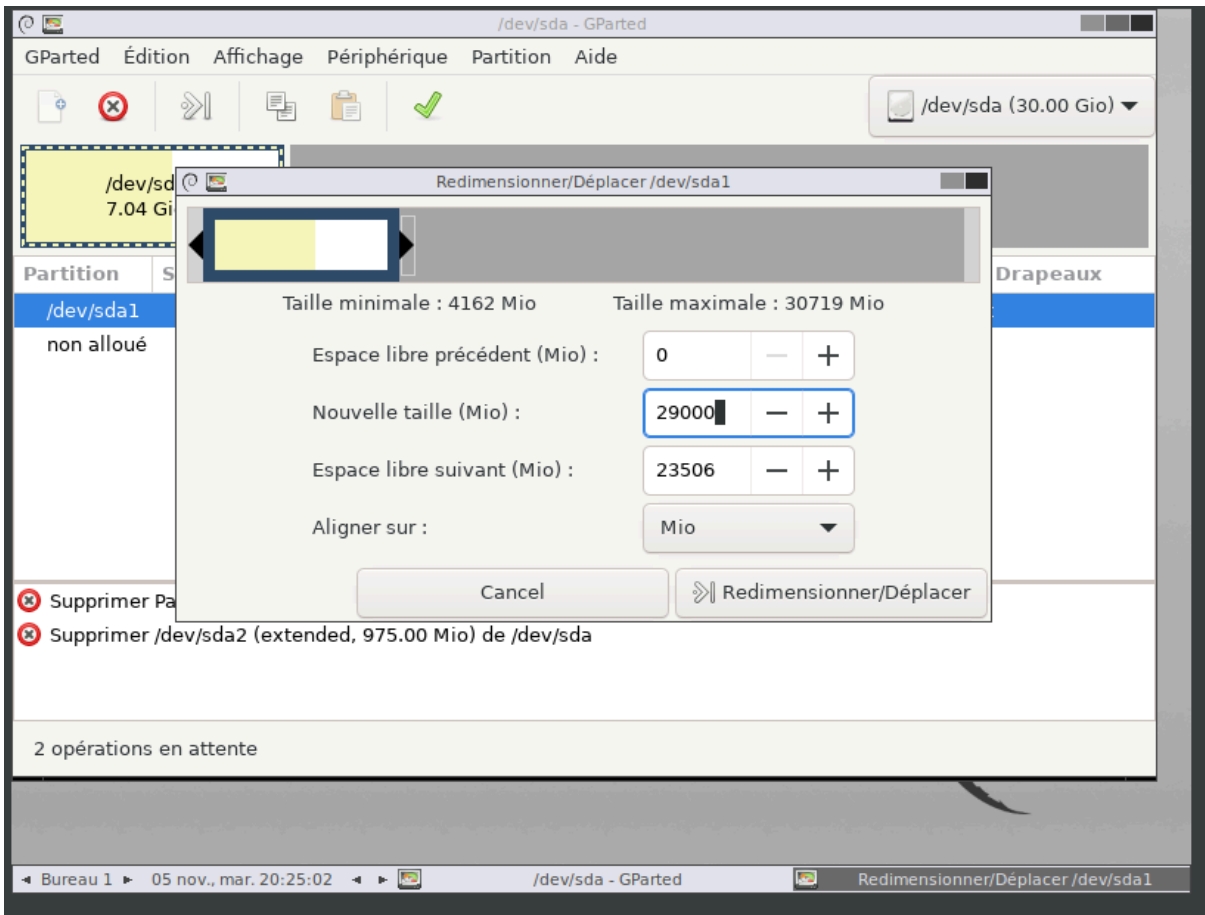 /dev/sda - GParted
GParted Édition Affichage Périphérique Partition Aide
/dev/sda (30.00 Gio)
/dev/sd
7.04 Gi
Redimensionner/Déplacer /dev/sda1
Partition S Drapeaux
Taille minimale : 4162 Mio Taille maximale : 30719 Mio
/dev/sda1
non alloué
Espace libre précédent (Mio) : 0
Nouvelle taille (Mio) : 29000
Espace libre suivant (Mio) : 23506
Aligner sur : Mio
Cancel Redimensionner/Déplacer
Supprimer Pa
Supprimer /dev/sda2 (extended, 975.00 Mio) de /dev/sda
2 opérations en attente
Bureau 1 05 nov., mar. 20:25:02 /dev/sda - GParted Redimensionner/Déplacer /dev/sda1